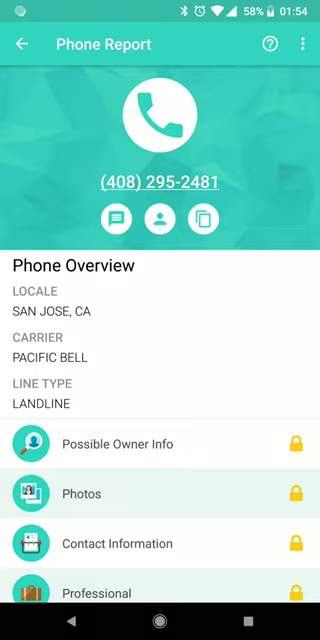 58% 01:54
Phone Report
(408) 295-2481
Phone Overview
LOCALE
SAN JOSE, CA
CARRIER
PACIFIC BELL
LINE TYPE
LANDLINE
Possible Owner Info
Photos
Contact Information
Professional